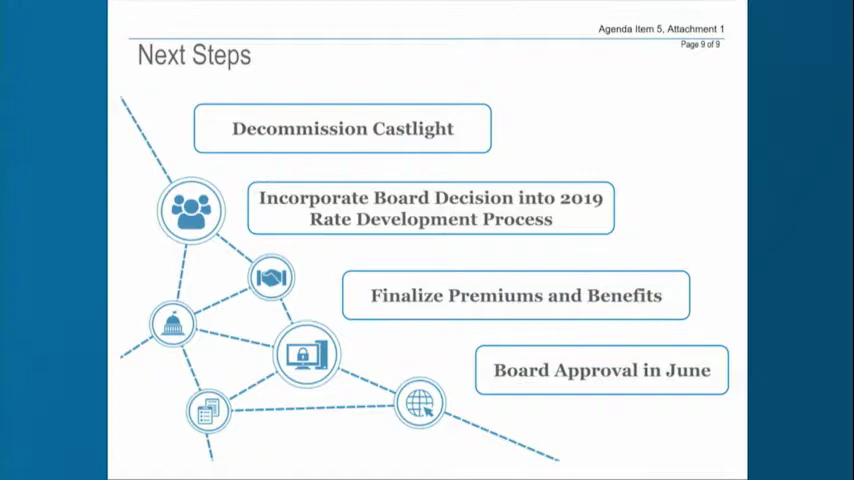 Agenda Item 5, Attachment 1
Page 9 of 9
Next Steps
Decommission Castlight
Incorporate Board Decision into 2019
Rate Development Process
Finalize Premiums and Benefits
Board Approval in June